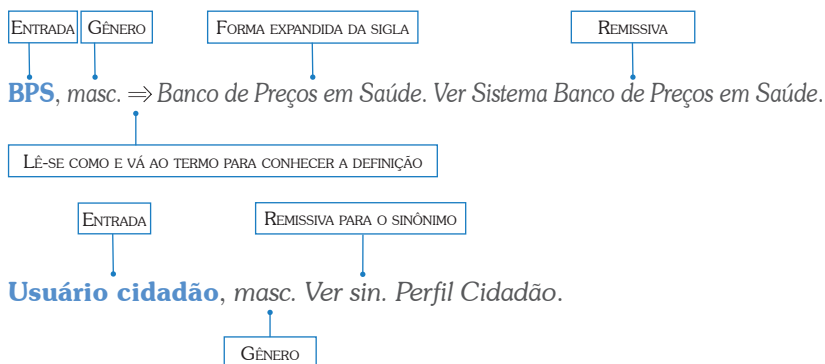 ENTRADA GÊNERO FORMA EXPANDIDA DA SIGLA REMISSIVA
BPS, masc. ⇒ Banco de Preços em Saúde. Ver Sistema Banco de Preços em Saúde.
LÊ-SE COMO E VÁ AO TERMO PARA CONHECER A DEFINIÇÃO
ENTRADA REMISSIVA PARA O SINÔNIMO
Usuário cidadão, masc. Ver sin. Perfil Cidadão.
GÊNERO